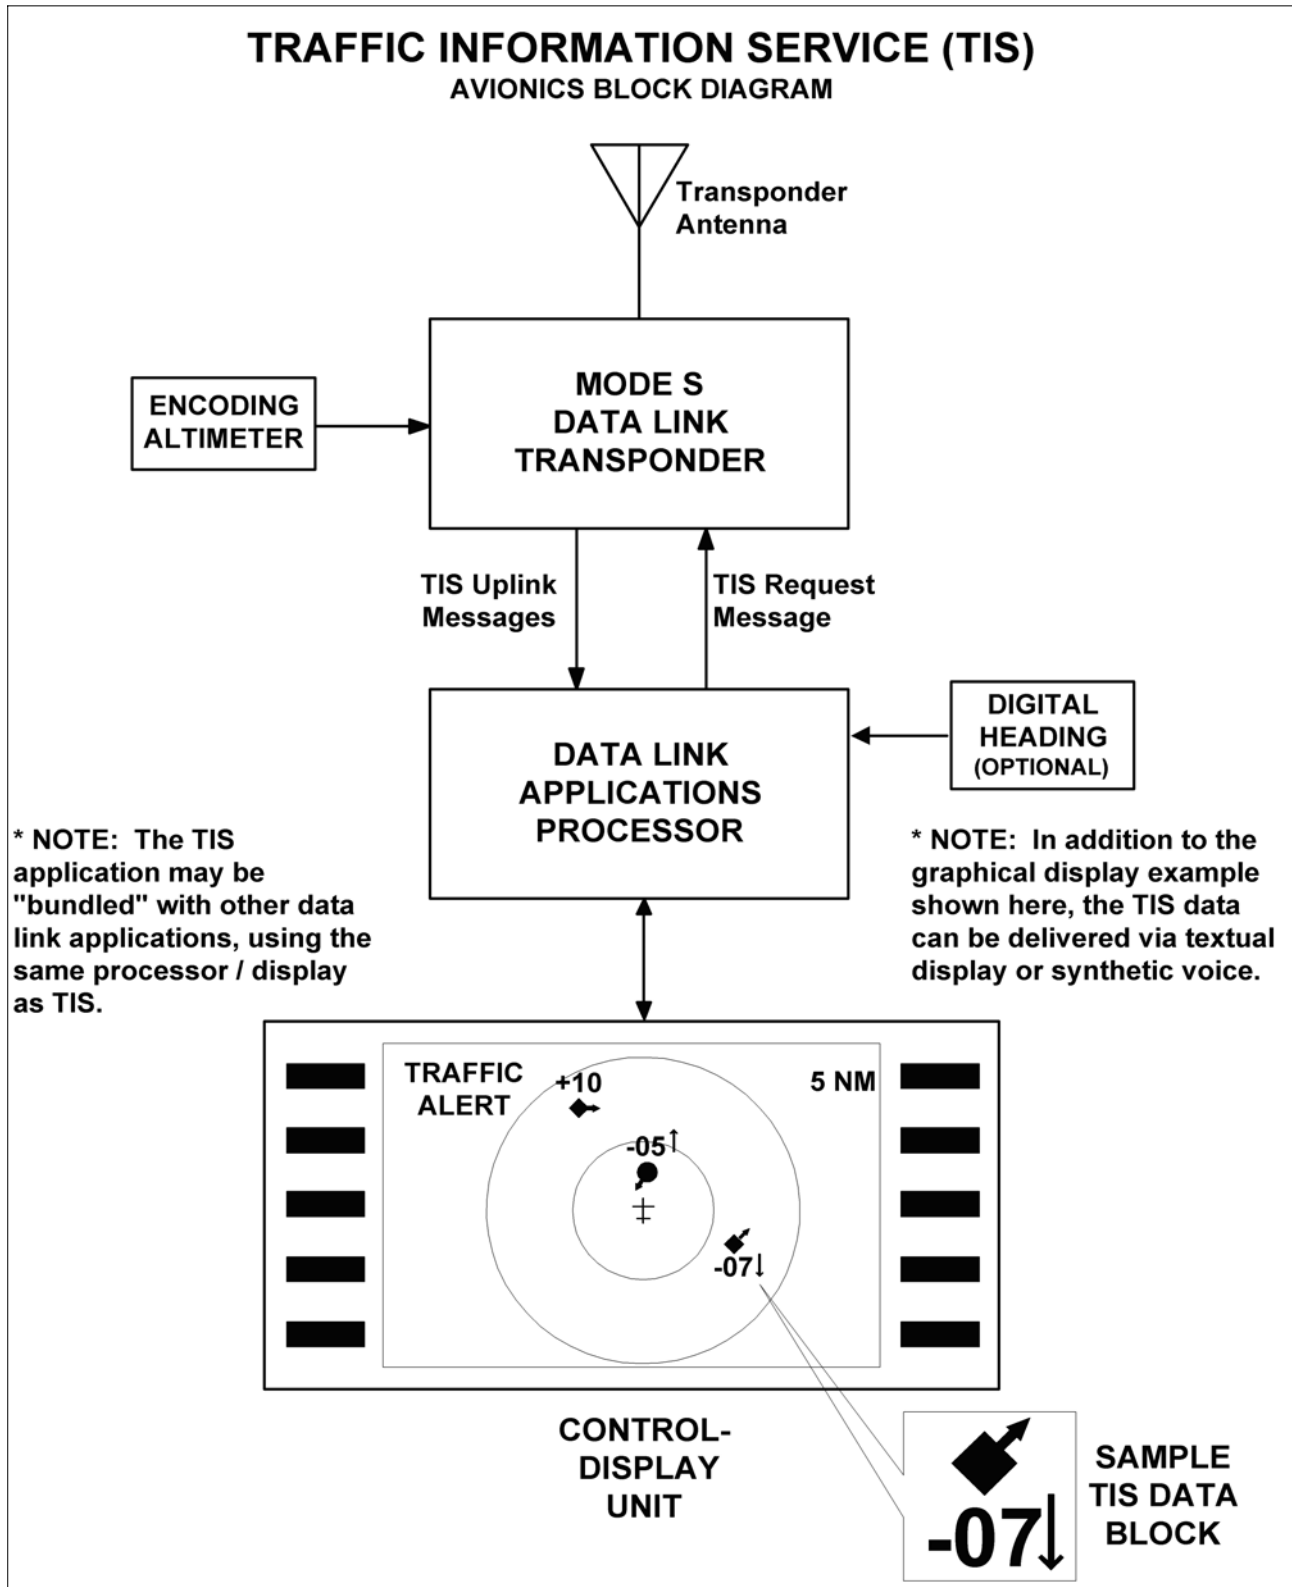 TRAFFIC INFORMATION SERVICE (TIS)
AVIONICS BLOCK DIAGRAM
Transponder
Antenna
MODE S
DATA LINK
TRANSPONDER
ENCODING
ALTIMETER
TIS Uplink
Messages
TIS Request
Message
DATA LINK
APPLICATIONS
PROCESSOR
DIGITAL
HEADING
(OPTIONAL)
* NOTE:  The TIS
application may be
"bundled" with other data
link applications, using the
same processor / display
as TIS.
* NOTE:  In addition to the
graphical display example
shown here, the TIS data
can be delivered via textual
display or synthetic voice.
TRAFFIC
ALERT
+10
5 NM
-05↑
-07↓
CONTROL-
DISPLAY
UNIT
-07↓
SAMPLE
TIS DATA
BLOCK